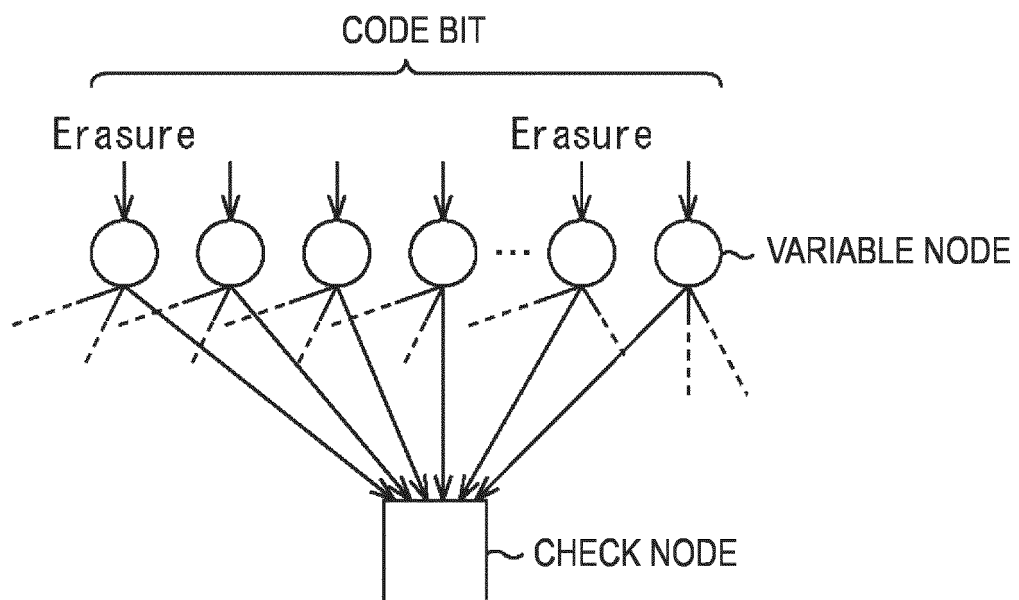 CODE BIT
Erasure Erasure
...
VARIABLE NODE
CHECK NODE